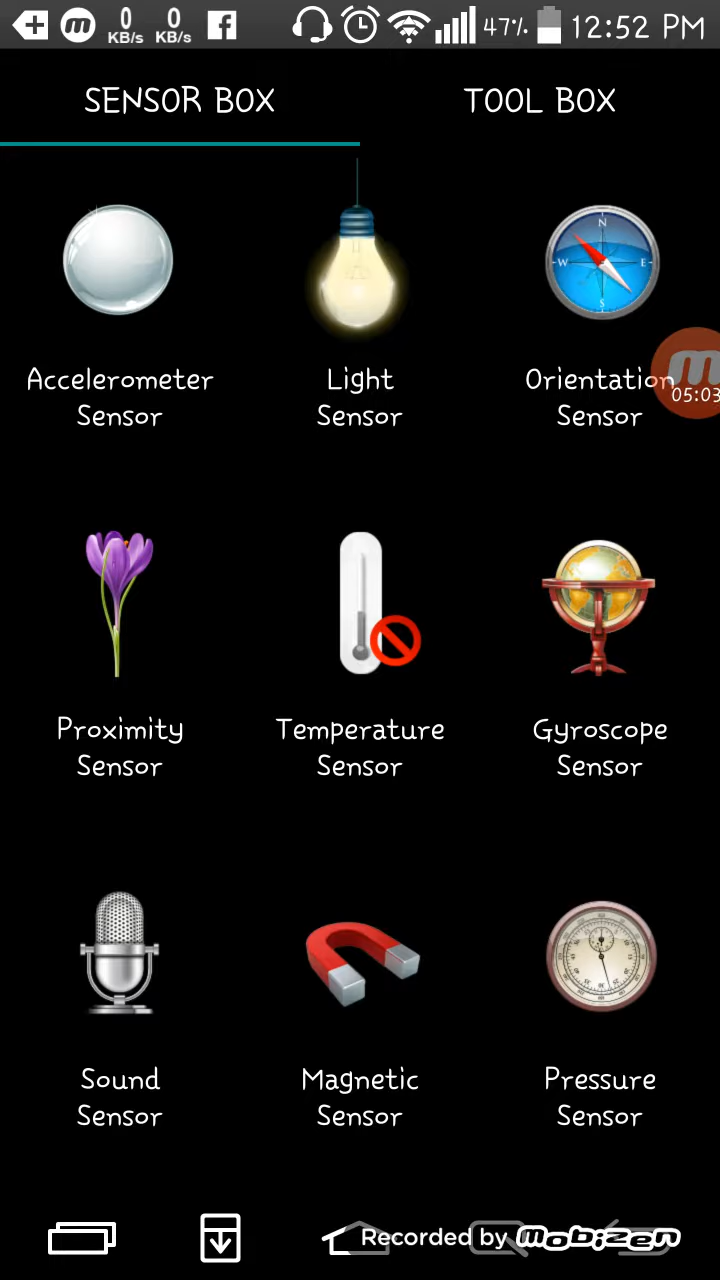 0 KB/s 0 KB/s 47% 12:52 PM
SENSOR BOX TOOL BOX
N
W E
S
05:03
Accelerometer Sensor
Light Sensor
Orientation Sensor
Proximity Sensor
Temperature Sensor
Gyroscope Sensor
Sound Sensor
Magnetic Sensor
Pressure Sensor
Recorded by mobizen